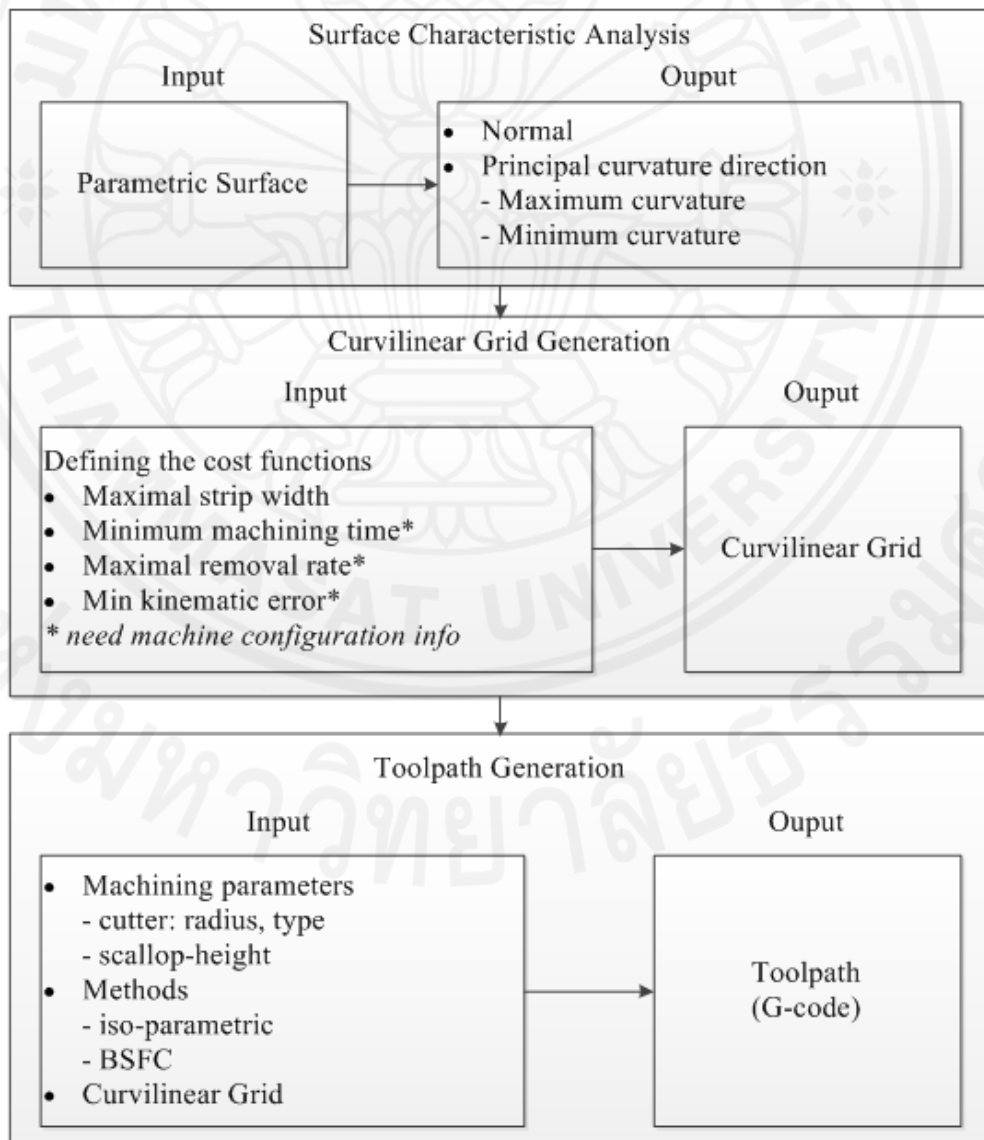 Surface Characteristic Analysis
Input
Ouput
Parametric Surface
• Normal
• Principal curvature direction
- Maximum curvature
- Minimum curvature
Curvilinear Grid Generation
Input
Ouput
Defining the cost functions
• Maximal strip width
• Minimum machining time*
• Maximal removal rate*
• Min kinematic error*
* need machine configuration info
Curvilinear Grid
Toolpath Generation
Input
Ouput
• Machining parameters
- cutter: radius, type
- scallop-height
• Methods
- iso-parametric
- BSFC
• Curvilinear Grid
Toolpath
(G-code)
THAMMASAT UNIVERSITY